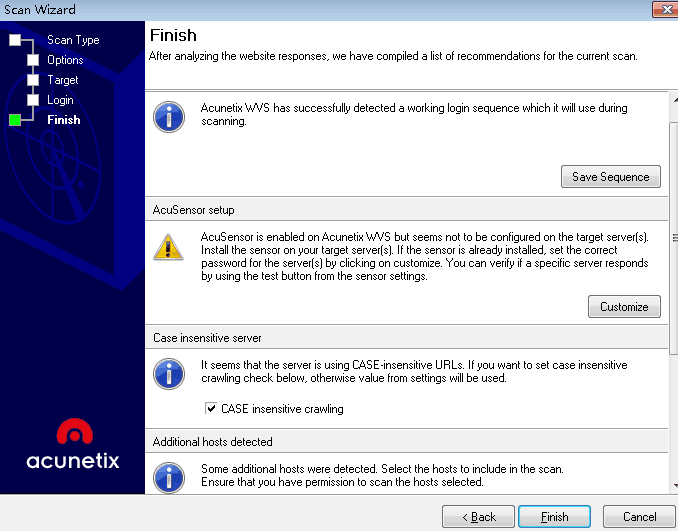 Scan Wizard
Scan Type
Options
Target
Login
Finish
acunetix
Finish
After analyzing the website responses, we have compiled a list of recommendations for the current scan.
Acunetix WVS has successfully detected a working login sequence which it will use during
scanning.
Save Sequence
AcuSensor setup
AcuSensor is enabled on Acunetix WVS but seems not to be configured on the target server(s).
Install the sensor on your target server(s). If the sensor is already installed, set the correct
password for the server(s) by clicking on customize. You can verify if a specific server responds
by using the test button from the sensor settings.
Customize
Case insensitive server
It seems that the server is using CASE-insensitive URLs. If you want to set case insensitive
crawling check below, otherwise value from settings will be used.
CASE insensitive crawling
Additional hosts detected
Some additional hosts were detected. Select the hosts to include in the scan.
Ensure that you have permission to scan the hosts selected.
< Back
Finish
Cancel